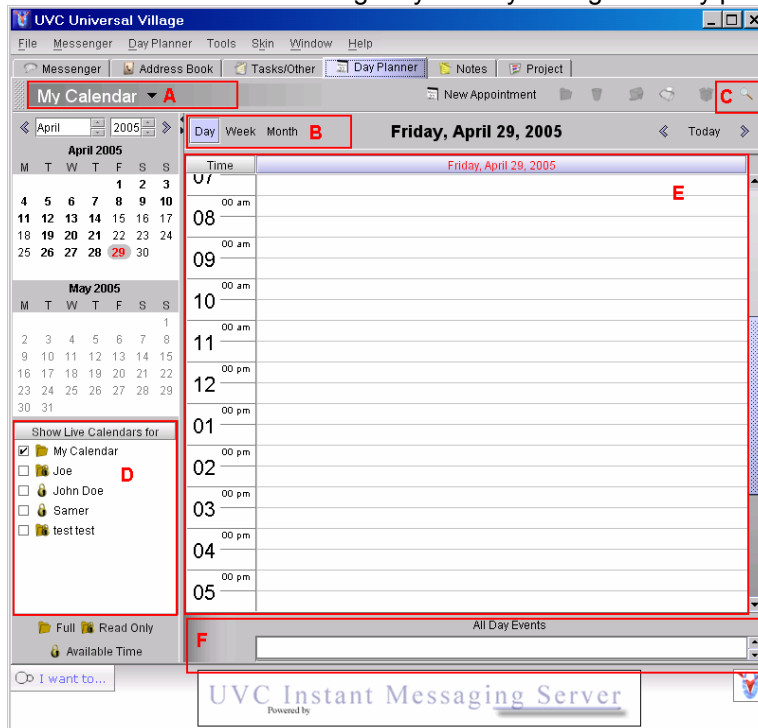 UVC Universal Village
File Messenger Day Planner Tools Skin Window Help
Messenger Address Book Tasks/Other Day Planner Notes Project
My Calendar A New Appointment C
April 2005 Day Week Month B Friday, April 29, 2005 Today
April 2005
M T W T F S S
1 2 3
4 5 6 7 8 9 10
11 12 13 14 15 16 17
18 19 20 21 22 23 24
25 26 27 28 29 30
May 2005
M T W T F S S
1
2 3 4 5 6 7 8
9 10 11 12 13 14 15
16 17 18 19 20 21 22
23 24 25 26 27 28 29
30 31
Show Live Calendars for
My Calendar
Joe
D
John Doe
Samer
test test
Full Read Only
Available Time
Time Friday, April 29, 2005
E
07
08 00 am
09 00 am
10 00 am
11 00 am
12 00 pm
01 00 pm
02 00 pm
03 00 pm
04 00 pm
05 00 pm
F All Day Events
I want to...
UVC Instant Messaging Server
Powered by